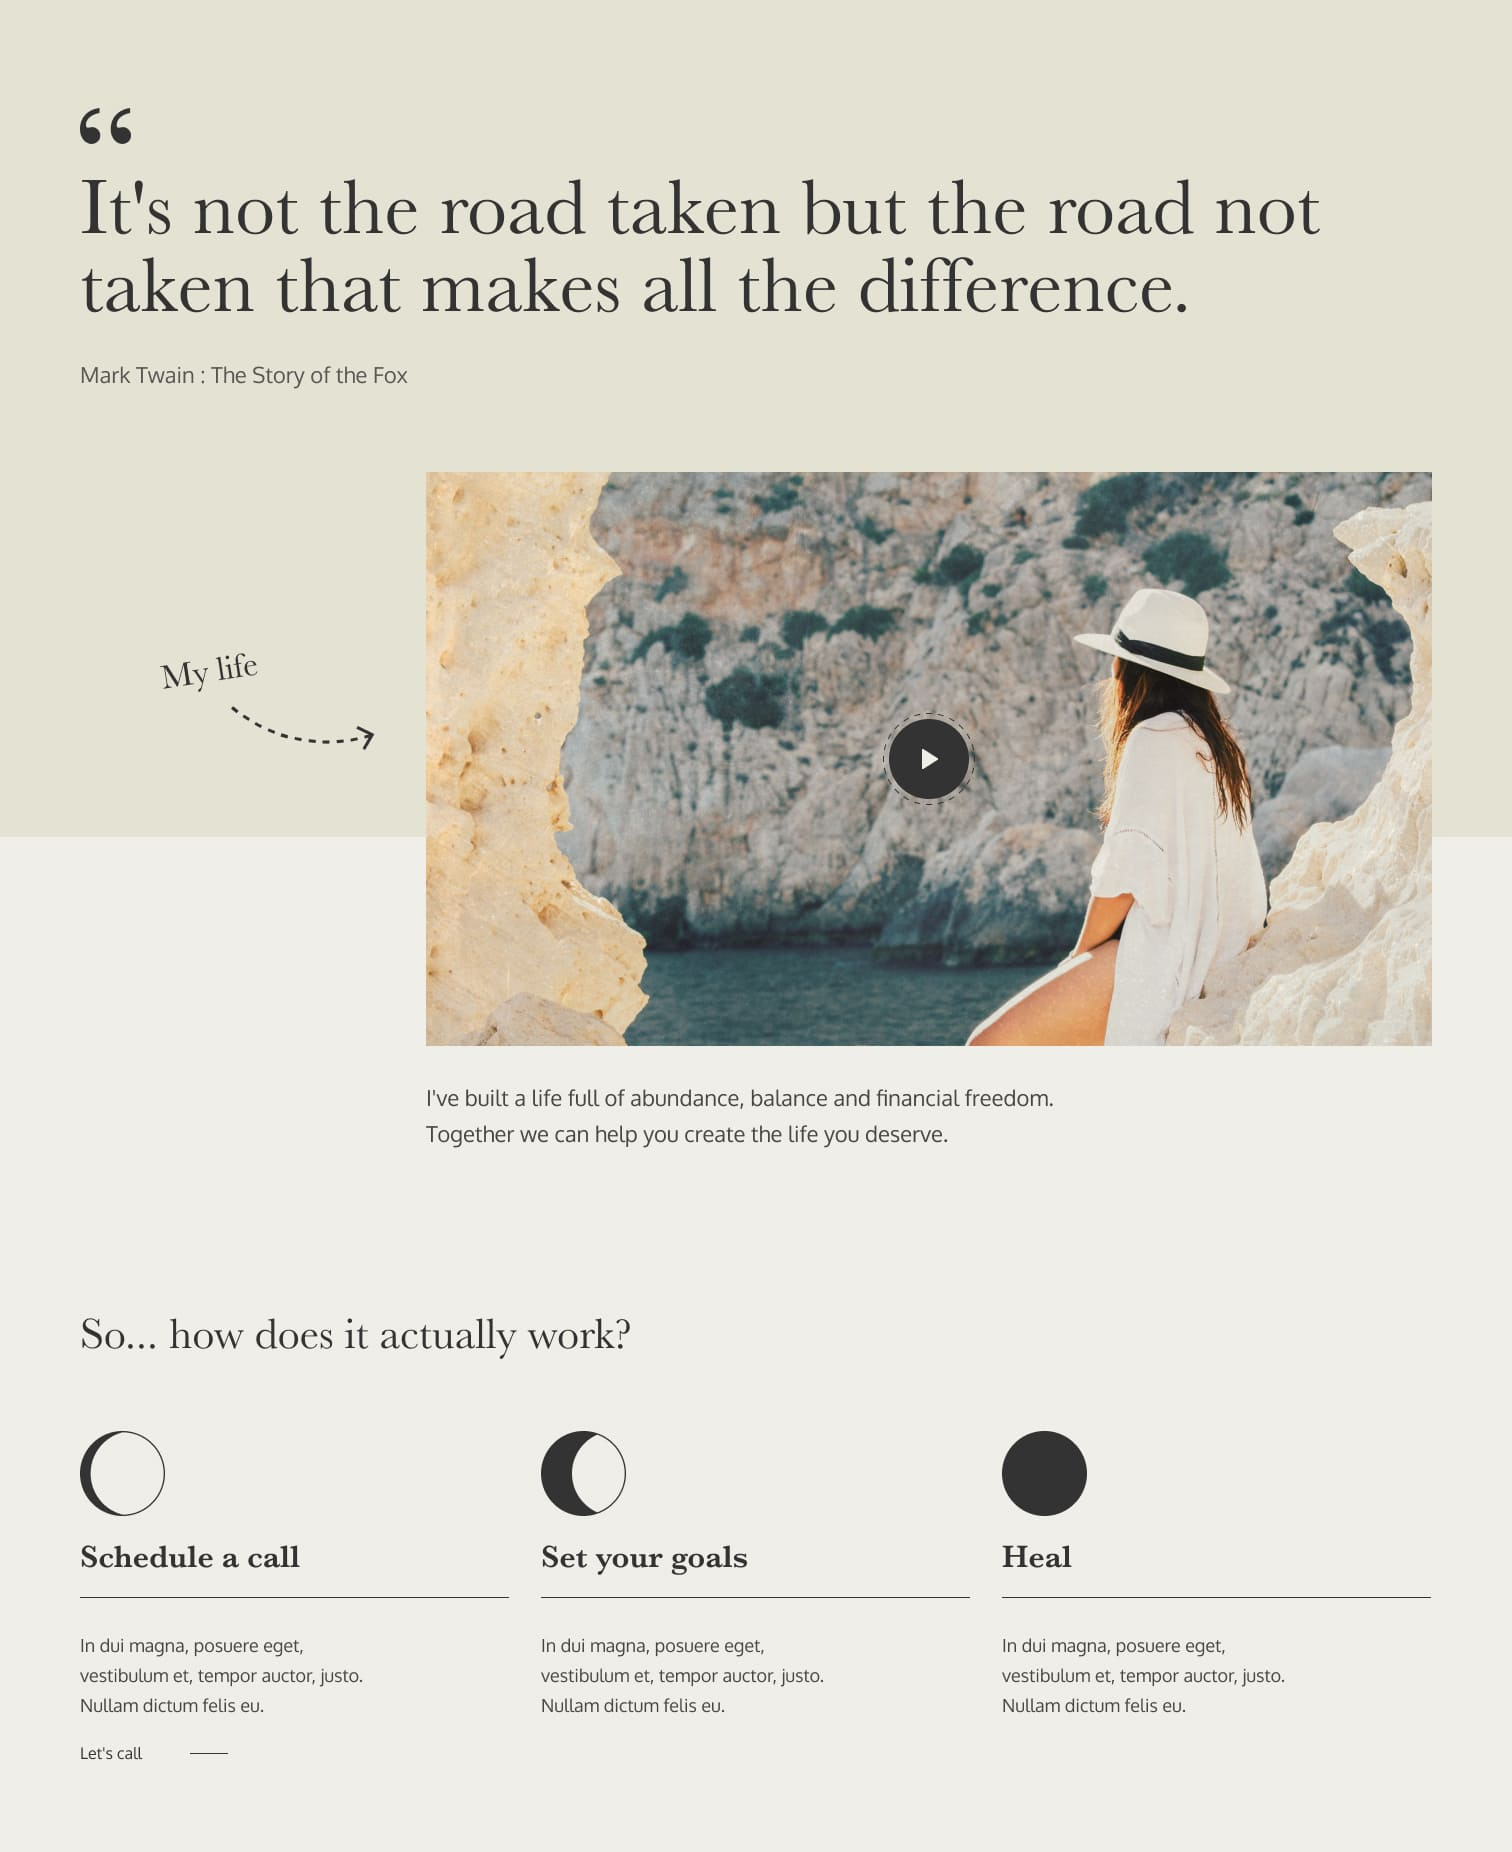 “
It's not the road taken but the road not
taken that makes all the difference.
Mark Twain : The Story of the Fox
My life
I've built a life full of abundance, balance and financial freedom.
Together we can help you create the life you deserve.
So... how does it actually work?
Schedule a call
In dui magna, posuere eget,
vestibulum et, tempor auctor, justo.
Nullam dictum felis eu.
Let's call
Set your goals
In dui magna, posuere eget,
vestibulum et, tempor auctor, justo.
Nullam dictum felis eu.
Heal
In dui magna, posuere eget,
vestibulum et, tempor auctor, justo.
Nullam dictum felis eu.